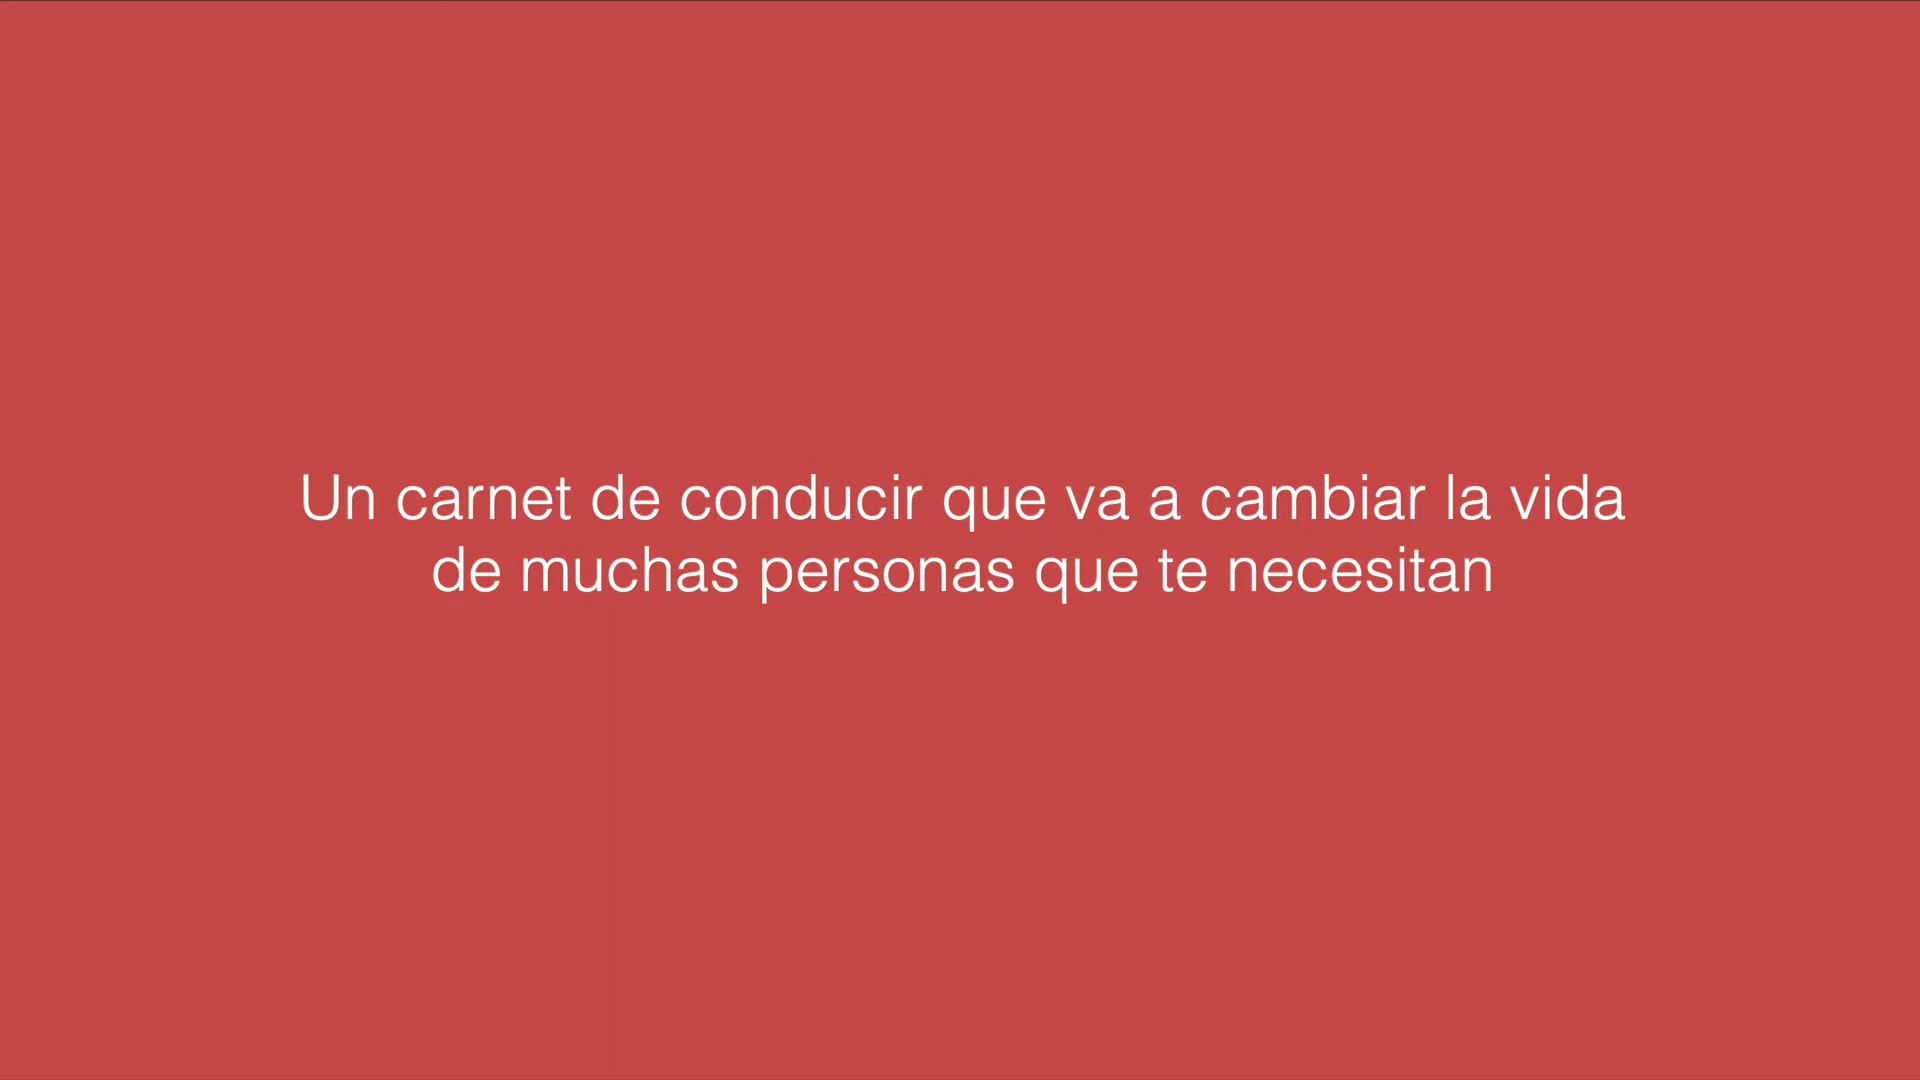 Un carnet de conducir que va a cambiar la vida
de muchas personas que te necesitan